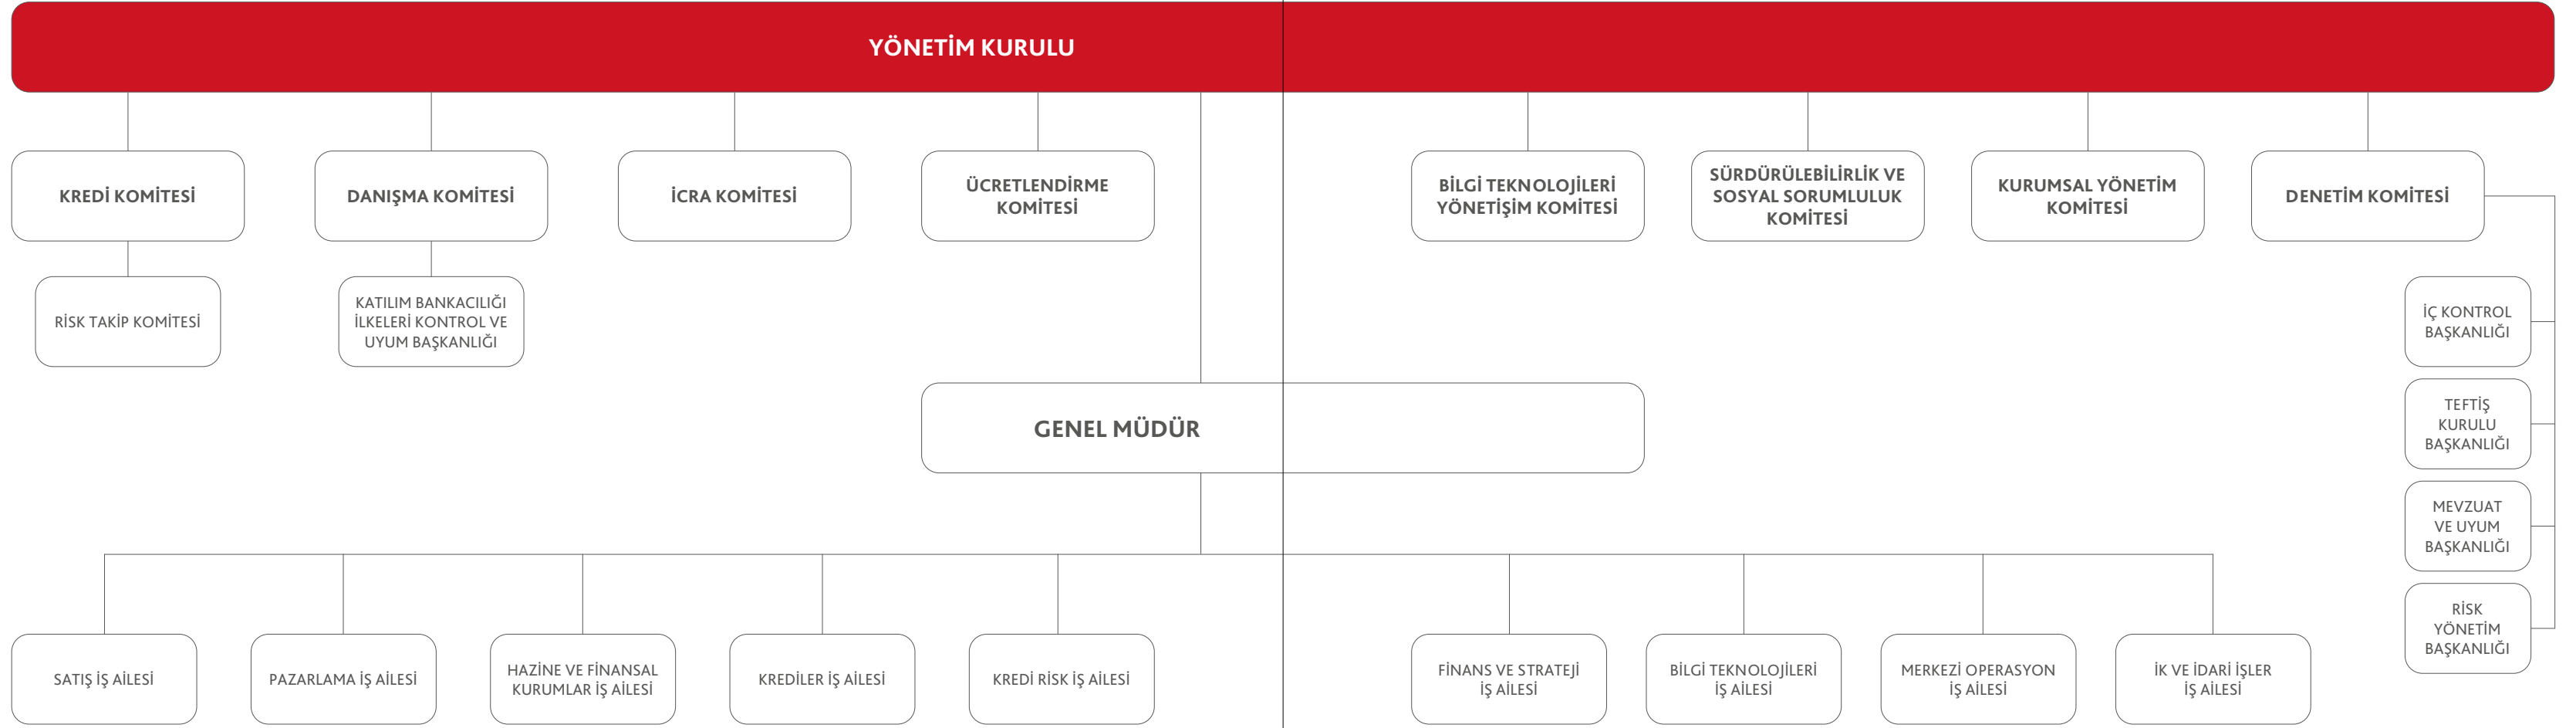 YÖNETİM KURULU
KREDİ KOMİTESİ
DANIŞMA KOMİTESİ
İCRA KOMİTESİ
ÜCRETLENDİRME
KOMİTESİ
BİLGİ TEKNOLOJİLERİ
YÖNETİŞİM KOMİTESİ
SÜRDÜRÜLEBİLİRLİK VE
SOSYAL SORUMLULUK
KOMİTESİ
KURUMSAL YÖNETİM
KOMİTESİ
DENETİM KOMİTESİ
RİSK TAKİP KOMİTESİ
KATILIM BANKACILIĞI
İLKELERİ KONTROL VE
UYUM BAŞKANLIĞI
İÇ KONTROL
BAŞKANLIĞI
TEFTİŞ
KURULU
BAŞKANLIĞI
MEVZUAT
VE UYUM
BAŞKANLIĞI
RİSK
YÖNETİM
BAŞKANLIĞI
GENEL MÜDÜR
SATIŞ İŞ AİLESİ
PAZARLAMA İŞ AİLESİ
HAZİNE VE FİNANSAL
KURUMLAR İŞ AİLESİ
KREDİLER İŞ AİLESİ
KREDİ RİSK İŞ AİLESİ
FİNANS VE STRATEJİ
İŞ AİLESİ
BİLGİ TEKNOLOJİLERİ
İŞ AİLESİ
MERKEZİ OPERASYON
İŞ AİLESİ
İK VE İDARİ İŞLER
İŞ AİLESİ